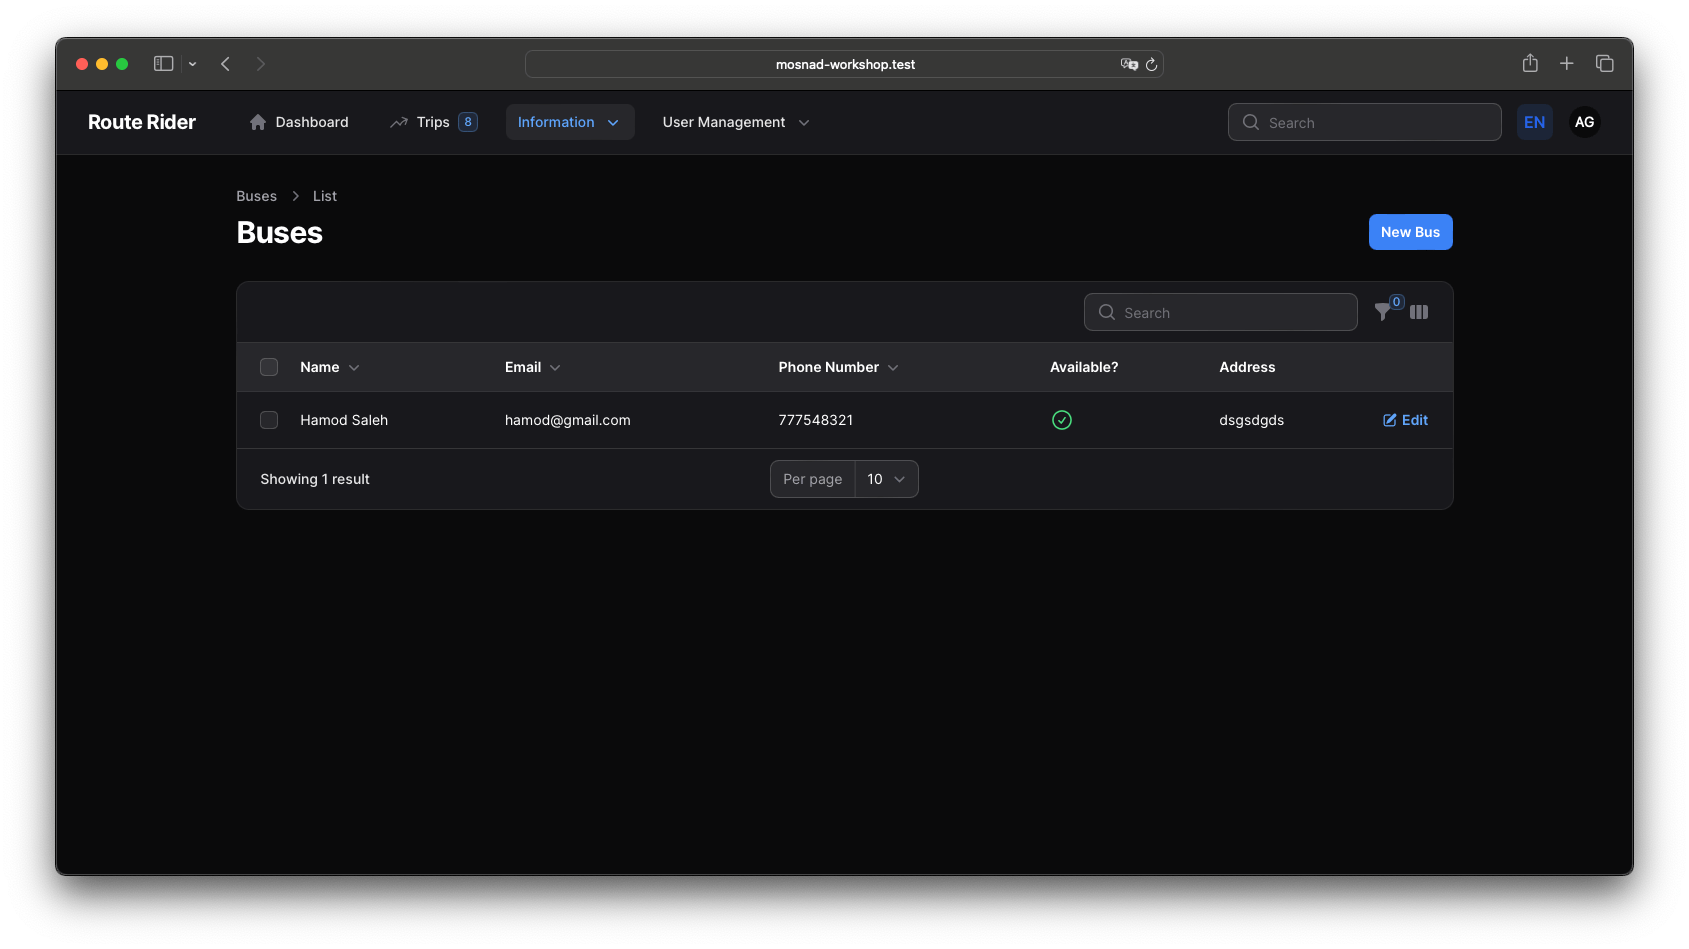 mosnad-workshop.test
Route Rider Dashboard Trips 8 Information User Management Search EN AG
Buses List
Buses
New Bus
Search 0
Name Email Phone Number Available? Address
Hamod Saleh hamod@gmail.com 777548321 dsgsdgds Edit
Showing 1 result Per page 10